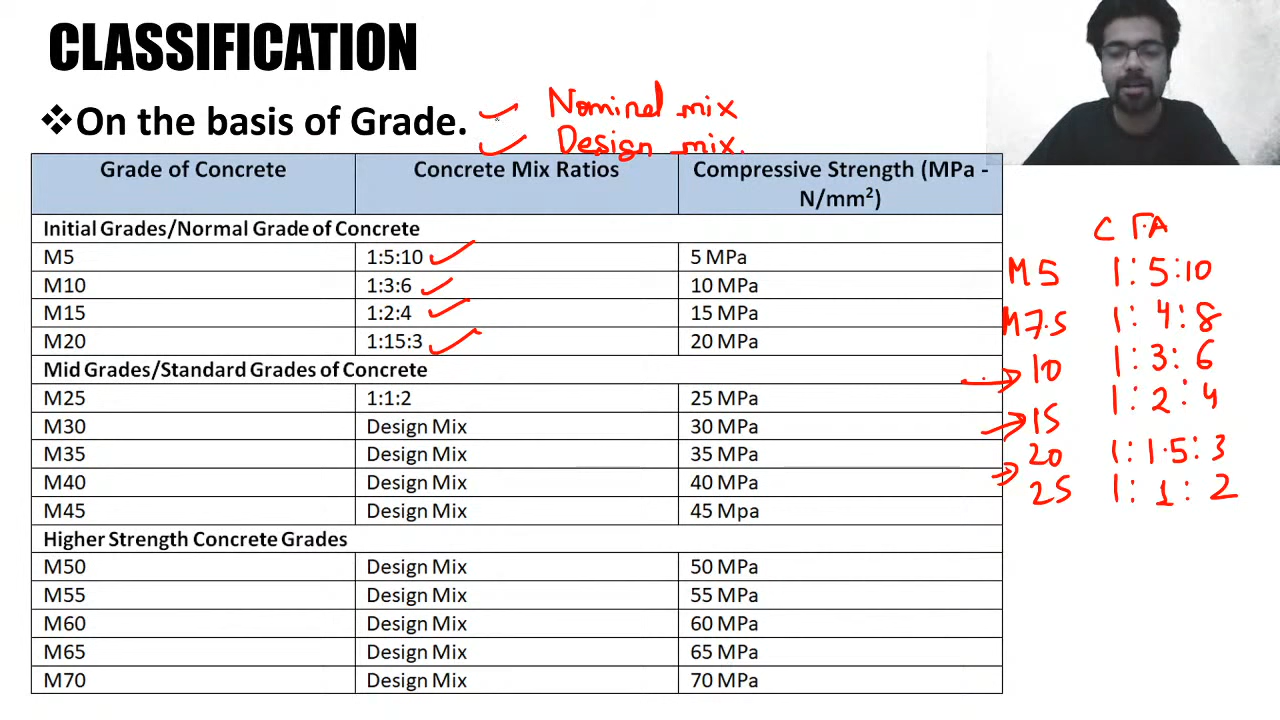 CLASSIFICATION
❖On the basis of Grade.
Nominal mix
Design mix.
Grade of Concrete Concrete Mix Ratios Compressive Strength (MPa - N/mm²)
Initial Grades/Normal Grade of Concrete
M5 1:5:10 5 MPa
M10 1:3:6 10 MPa
M15 1:2:4 15 MPa
M20 1:15:3 20 MPa
Mid Grades/Standard Grades of Concrete
M25 1:1:2 25 MPa
M30 Design Mix 30 MPa
M35 Design Mix 35 MPa
M40 Design Mix 40 MPa
M45 Design Mix 45 Mpa
Higher Strength Concrete Grades
M50 Design Mix 50 MPa
M55 Design Mix 55 MPa
M60 Design Mix 60 MPa
M65 Design Mix 65 MPa
M70 Design Mix 70 MPa
C F.A
M5 1:5:10
M7.5 1:4:8
10 1:3:6
15 1:2:4
20 1:1.5:3
25 1:1:2